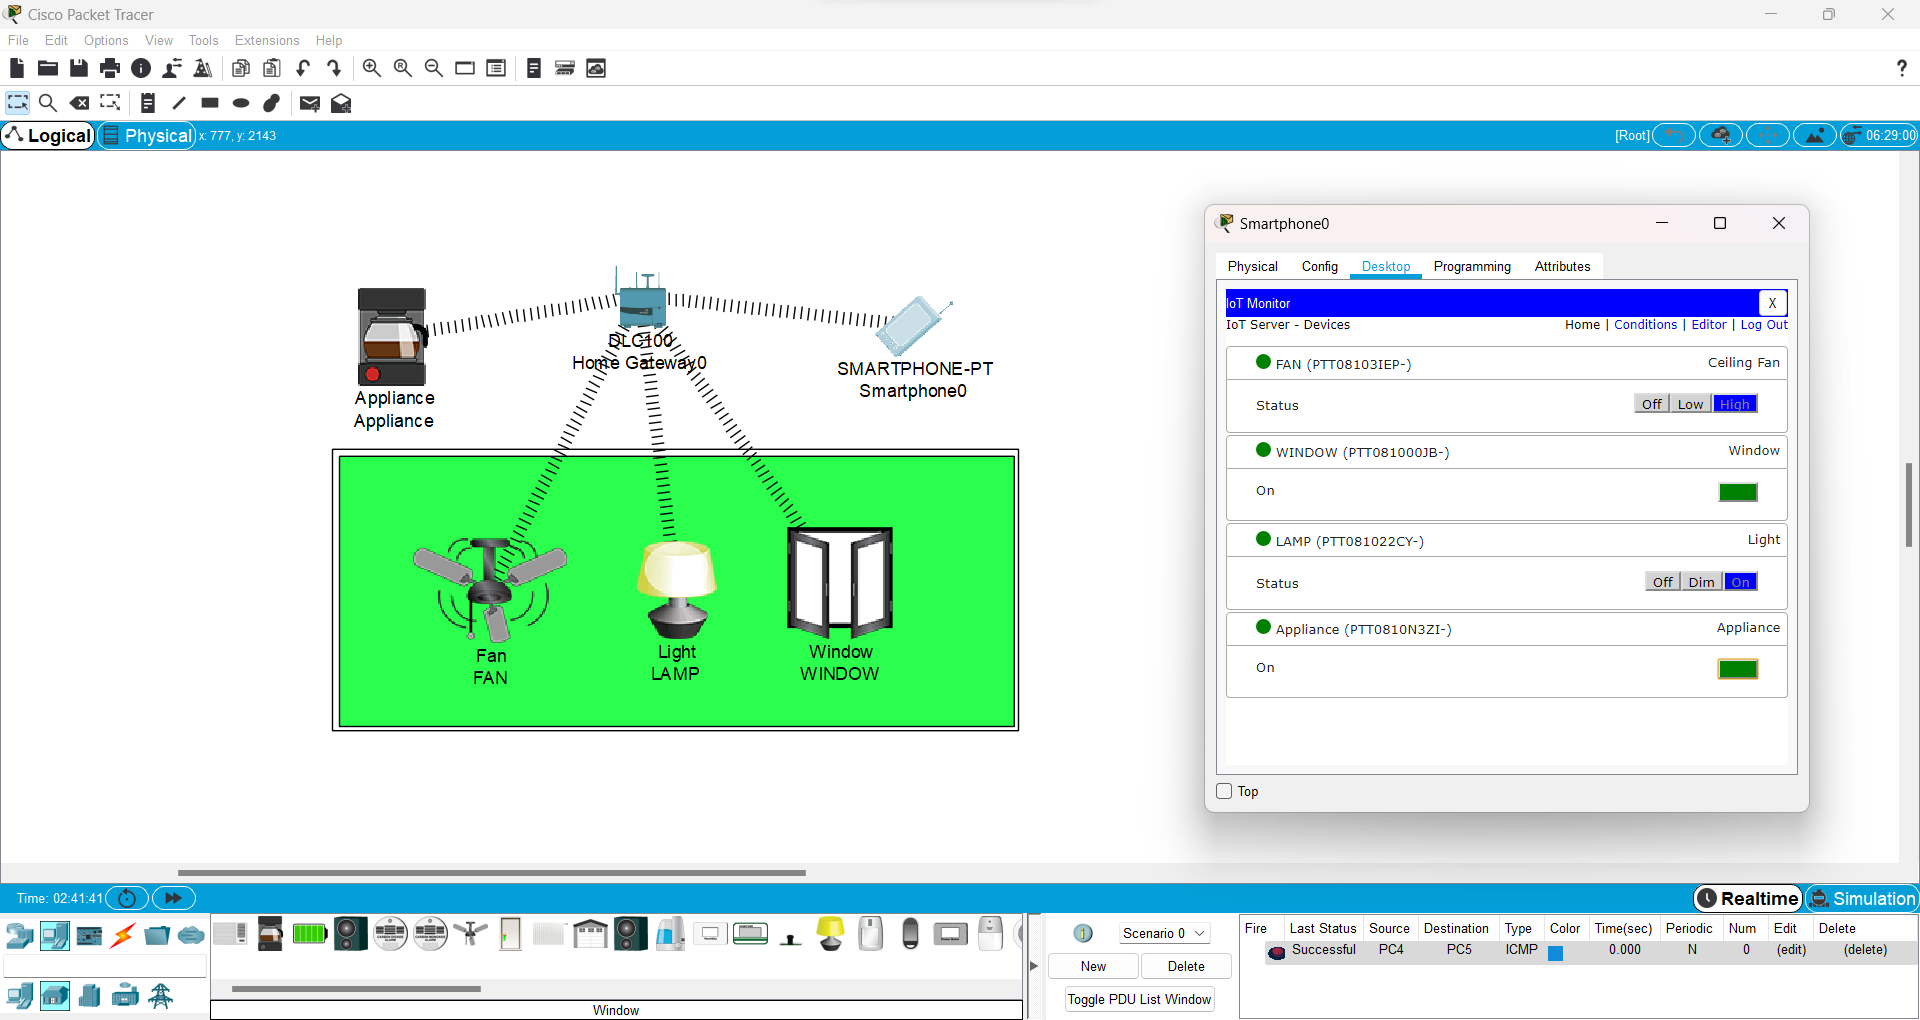 Cisco Packet Tracer
File Edit Options View Tools Extensions Help
?
Logical Physical x: 777, y: 2143 [Root] 06:29:00
DLC100
Home Gateway0
Appliance
Appliance
SMARTPHONE-PT
Smartphone0
Fan
FAN
Light
LAMP
Window
WINDOW
Smartphone0
Physical Config Desktop Programming Attributes
IoT Monitor X
IoT Server - Devices Home | Conditions | Editor | Log Out
FAN (PTT08103IEP-) Ceiling Fan
Status Off Low High
WINDOW (PTT081000JB-) Window
On
LAMP (PTT081022CY-) Light
Status Off Dim On
Appliance (PTT0810N3ZI-) Appliance
On
Top
Time: 02:41:41 Realtime Simulation
Scenario 0
New Delete
Toggle PDU List Window
Fire Last Status Source Destination Type Color Time(sec) Periodic Num Edit Delete
Successful PC4 PC5 ICMP 0.000 N 0 (edit) (delete)
Window